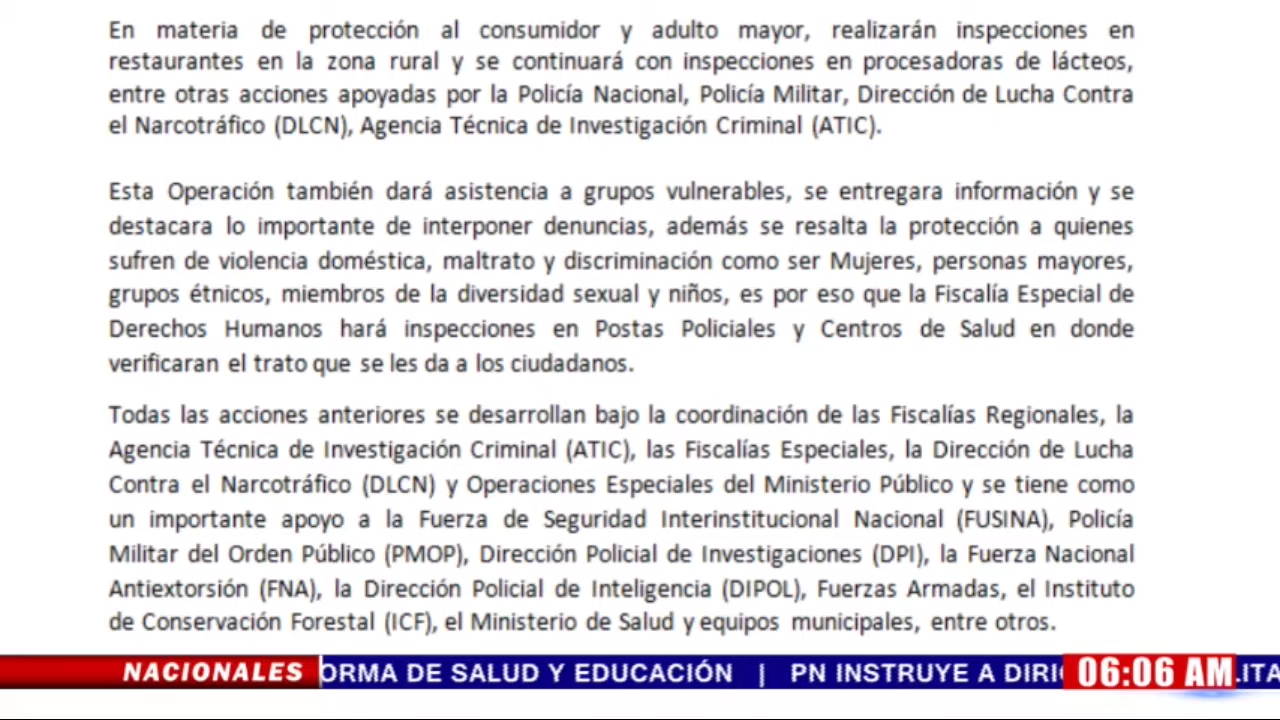 En materia de protección al consumidor y adulto mayor, realizarán inspecciones en
restaurantes en la zona rural y se continuará con inspecciones en procesadoras de lácteos,
entre otras acciones apoyadas por la Policía Nacional, Policía Militar, Dirección de Lucha Contra
el Narcotráfico (DLCN), Agencia Técnica de Investigación Criminal (ATIC).
Esta Operación también dará asistencia a grupos vulnerables, se entregara información y se
destacara lo importante de interponer denuncias, además se resalta la protección a quienes
sufren de violencia doméstica, maltrato y discriminación como ser Mujeres, personas mayores,
grupos étnicos, miembros de la diversidad sexual y niños, es por eso que la Fiscalía Especial de
Derechos Humanos hará inspecciones en Postas Policiales y Centros de Salud en donde
verificaran el trato que se les da a los ciudadanos.
Todas las acciones anteriores se desarrollan bajo la coordinación de las Fiscalías Regionales, la
Agencia Técnica de Investigación Criminal (ATIC), las Fiscalías Especiales, la Dirección de Lucha
Contra el Narcotráfico (DLCN) y Operaciones Especiales del Ministerio Público y se tiene como
un importante apoyo a la Fuerza de Seguridad Interinstitucional Nacional (FUSINA), Policía
Militar del Orden Público (PMOP), Dirección Policial de Investigaciones (DPI), la Fuerza Nacional
Antiextorsión (FNA), la Dirección Policial de Inteligencia (DIPOL), Fuerzas Armadas, el Instituto
de Conservación Forestal (ICF), el Ministerio de Salud y equipos municipales, entre otros.
NACIONALES ORMA DE SALUD Y EDUCACIÓN | PN INSTRUYE A DIRI 06:06 AM LITA